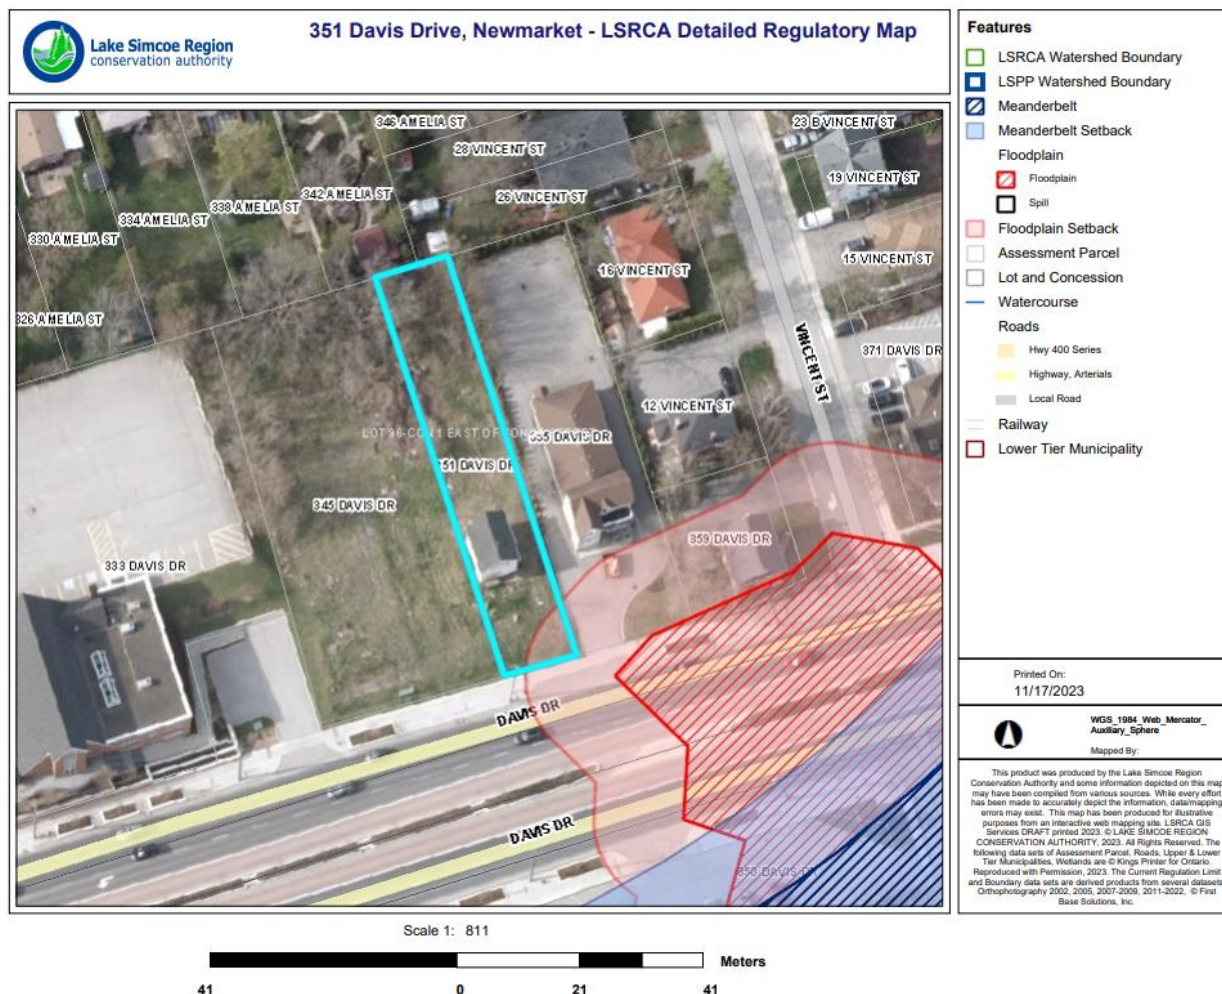 Lake Simcoe Region
conservation authority
351 Davis Drive, Newmarket - LSRCA Detailed Regulatory Map
346 AMELIA ST
23 B VINCENT ST
28 VINCENT ST
19 VINCENT ST
342 AMELIA ST
26 VINCENT ST
338 AMELIA ST
334 AMELIA ST
330 AMELIA ST
15 VINCENT ST
16 VINCENT ST
326 AMELIA ST
VINCENT ST
371 DAVIS DR
12 VINCENT ST
LOT 96-CON 1 EAST OF
355 DAVIS DR
351 DAVIS DR
345 DAVIS DR
359 DAVIS DR
333 DAVIS DR
DAVIS DR
DAVIS DR
350 DAVIS DR
Features
LSRCA Watershed Boundary
LSPP Watershed Boundary
Meanderbelt
Meanderbelt Setback
Floodplain
Floodplain
Spill
Floodplain Setback
Assessment Parcel
Lot and Concession
Watercourse
Roads
Hwy 400 Series
Highway, Arterials
Local Road
Railway
Lower Tier Municipality
Printed On:
11/17/2023
WGS_1984_Web_Mercator_
Auxiliary_Sphere
Mapped By:
This product was produced by the Lake Simcoe Region
Conservation Authority and some information depicted on this map
may have been compiled from various sources. While every effort
has been made to accurately depict the information, data/mapping
errors may exist. This map has been produced for illustrative
purposes from an interactive web mapping site. LSRCA GIS
Services DRAFT printed 2023. © LAKE SIMCOE REGION
CONSERVATION AUTHORITY, 2023. All Rights Reserved. The
following data sets of Assessment Parcel, Roads, Upper & Lower
Tier Municipalities, Wetlands are © Kings Printer for Ontario.
Reproduced with Permission, 2023. The Current Regulation Limit
and Boundary data sets are derived products from several datasets.
Orthophotography 2002, 2005, 2007-2009, 2011-2022, © First
Base Solutions, Inc.
Scale 1: 811
Meters
41 0 21 41